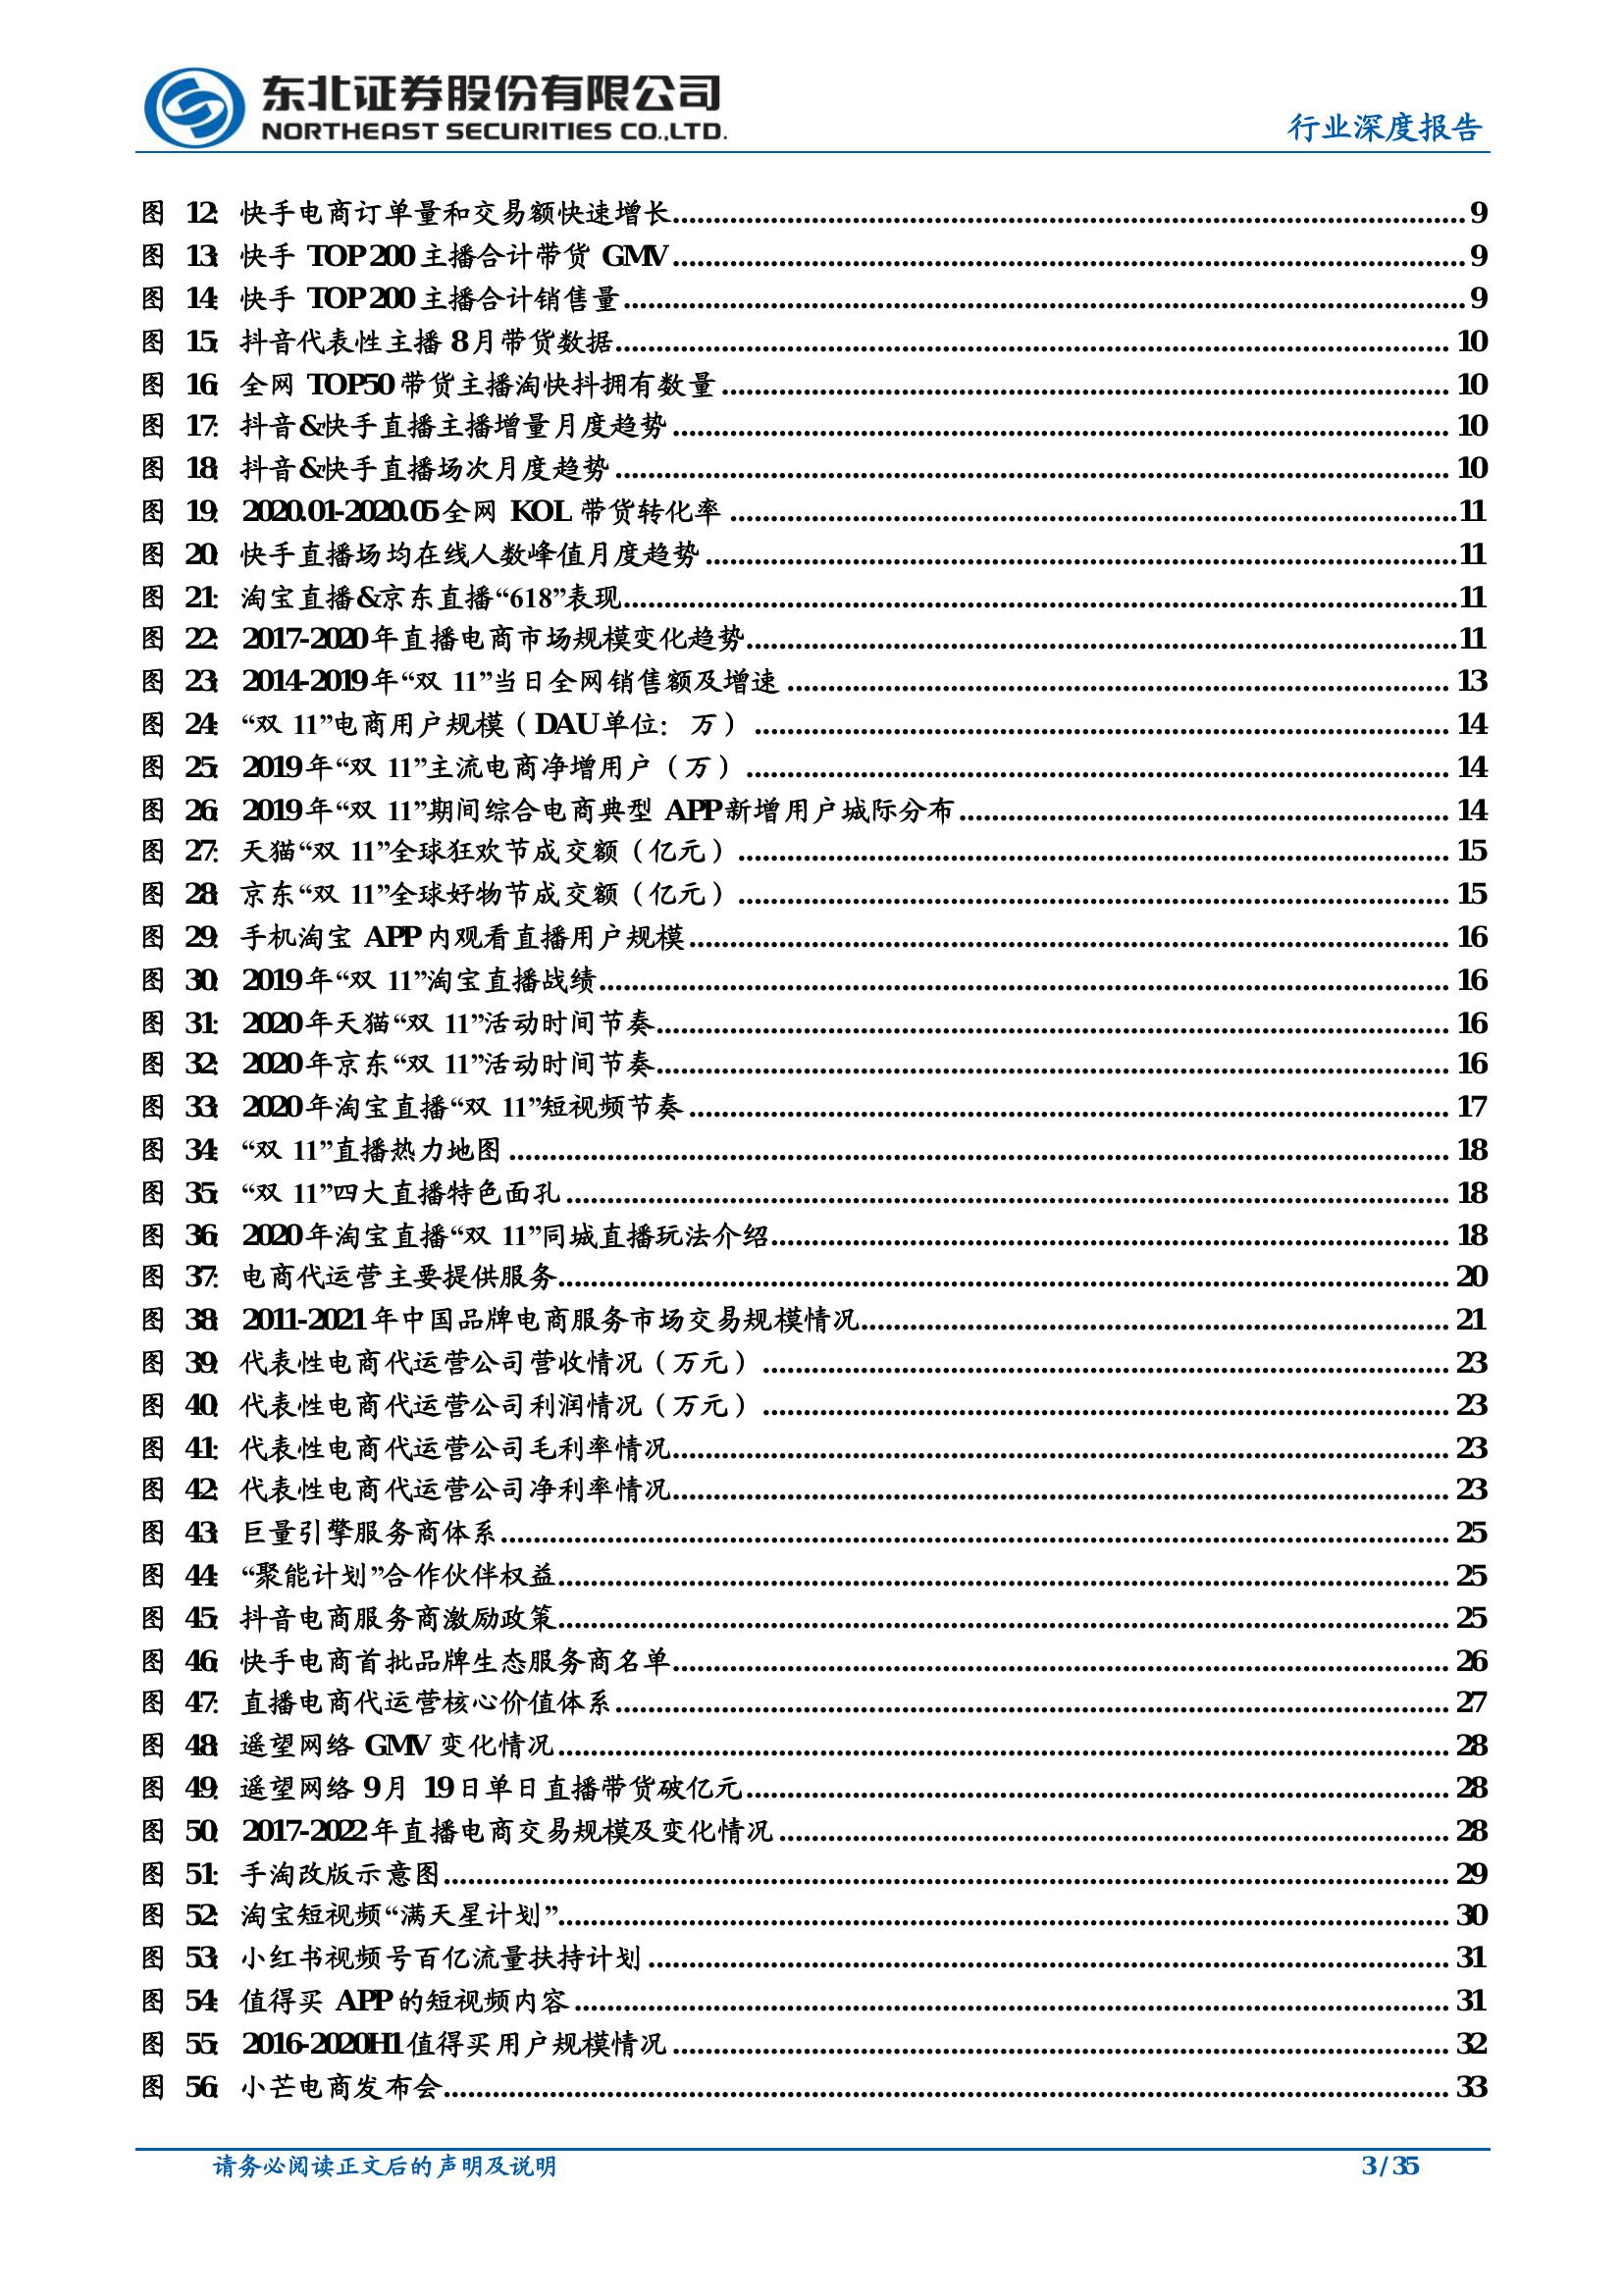 东北证券股份有限公司
NORTHEAST SECURITIES CO.,LTD.
行业深度报告
图 12：快手电商订单量和交易额快速增长 9
图 13：快手 TOP200 主播合计带货 GMV 9
图 14：快手 TOP200 主播合计销售量 9
图 15：抖音代表性主播 8 月带货数据 10
图 16：全网 TOP50 带货主播淘快抖拥有数量 10
图 17：抖音&快手直播主播增量月度趋势 10
图 18：抖音&快手直播场次月度趋势 10
图 19：2020.01-2020.05 全网 KOL 带货转化率 11
图 20：快手直播场均在线人数峰值月度趋势 11
图 21：淘宝直播&京东直播“618”表现 11
图 22：2017-2020 年直播电商市场规模变化趋势 11
图 23：2014-2019 年“双 11”当日全网销售额及增速 13
图 24：“双 11”电商用户规模（DAU 单位：万） 14
图 25：2019 年“双 11”主流电商净增用户（万） 14
图 26：2019 年“双 11”期间综合电商典型 APP 新增用户城际分布 14
图 27：天猫“双 11”全球狂欢节成交额（亿元） 15
图 28：京东“双 11”全球好物节成交额（亿元） 15
图 29：手机淘宝 APP 内观看直播用户规模 16
图 30：2019 年“双 11”淘宝直播战绩 16
图 31：2020 年天猫“双 11”活动时间节奏 16
图 32：2020 年京东“双 11”活动时间节奏 16
图 33：2020 年淘宝直播“双 11”短视频节奏 17
图 34：“双 11”直播热力地图 18
图 35：“双 11”四大直播特色面孔 18
图 36：2020 年淘宝直播“双 11”同城直播玩法介绍 18
图 37：电商代运营主要提供服务 20
图 38：2011-2021 年中国品牌电商服务市场交易规模情况 21
图 39：代表性电商代运营公司营收情况（万元） 23
图 40：代表性电商代运营公司利润情况（万元） 23
图 41：代表性电商代运营公司毛利率情况 23
图 42：代表性电商代运营公司净利率情况 23
图 43：巨量引擎服务商体系 25
图 44：“聚能计划”合作伙伴权益 25
图 45：抖音电商服务商激励政策 25
图 46：快手电商首批品牌生态服务商名单 26
图 47：直播电商代运营核心价值体系 27
图 48：遥望网络 GMV 变化情况 28
图 49：遥望网络 9 月 19 日单日直播带货破亿元 28
图 50：2017-2022 年直播电商交易规模及变化情况 28
图 51：手淘改版示意图 29
图 52：淘宝短视频“满天星计划” 30
图 53：小红书视频号百亿流量扶持计划 31
图 54：值得买 APP 的短视频内容 31
图 55：2016-2020H1 值得买用户规模情况 32
图 56：小芒电商发布会 33
请务必阅读正文后的声明及说明
3 / 35